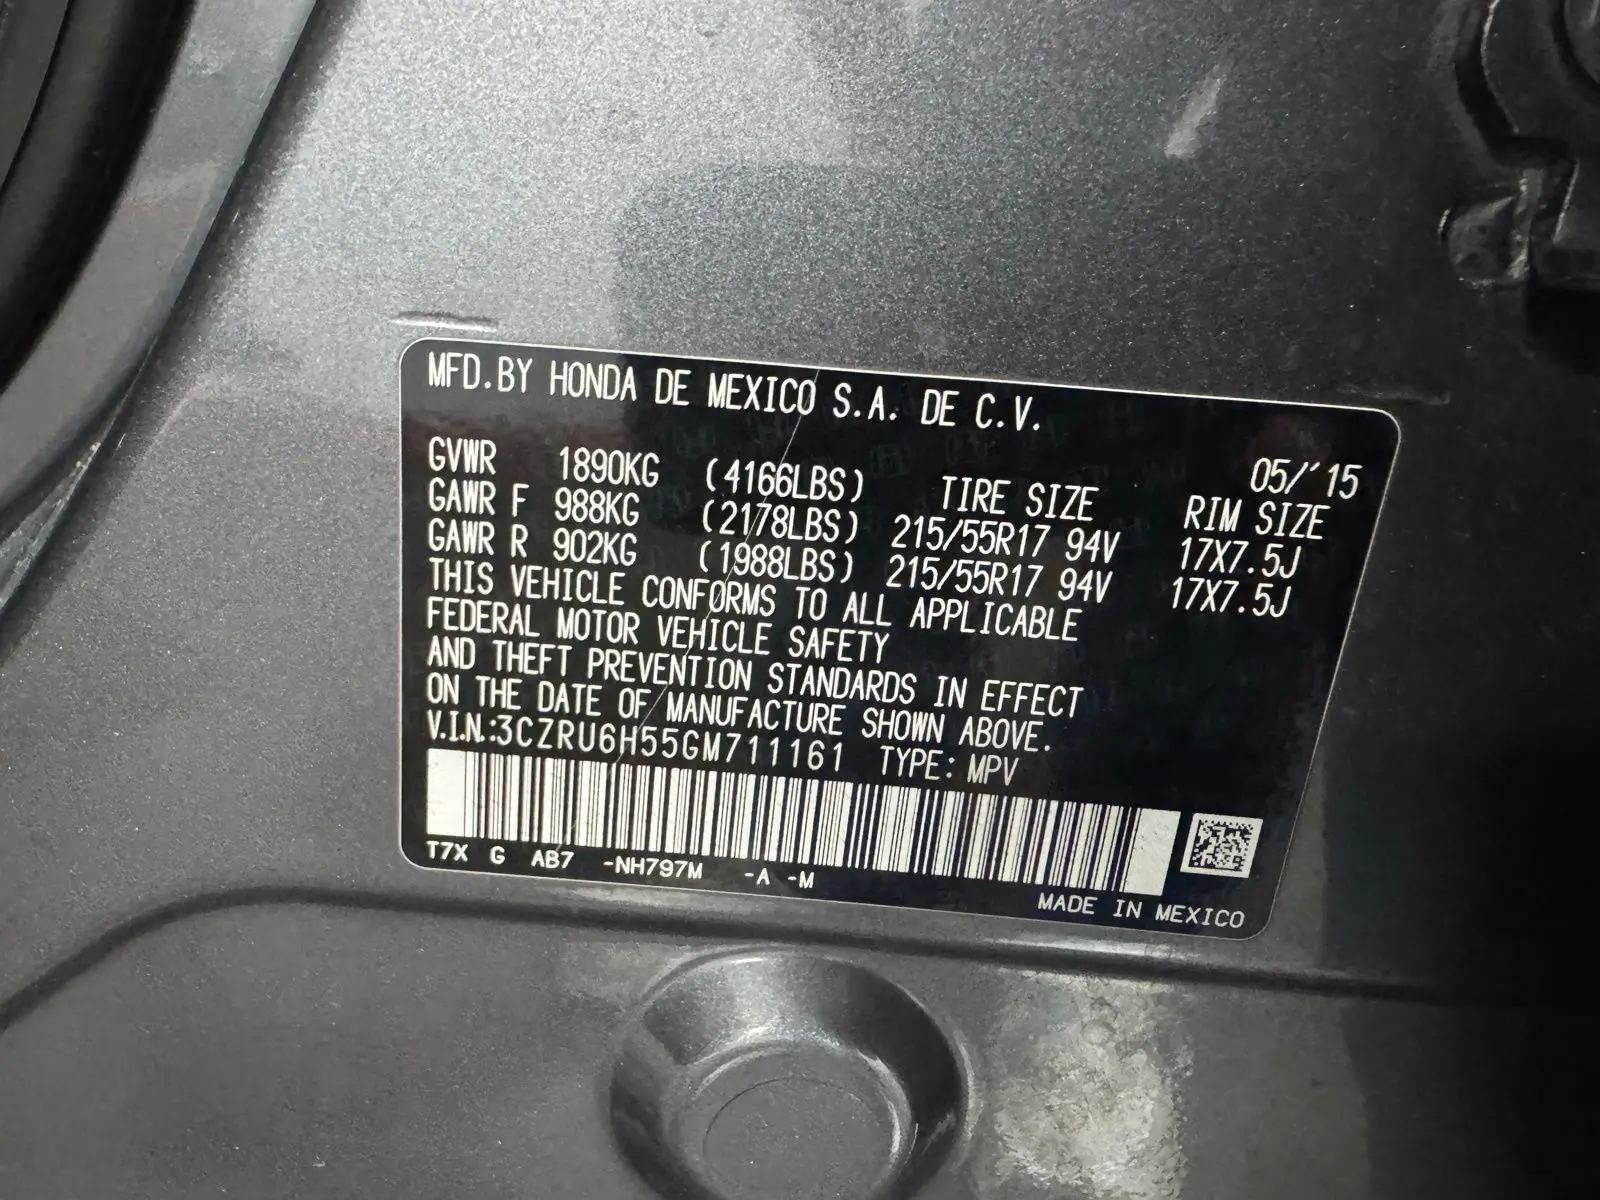 MFD.BY HONDA DE MEXICO S.A. DE C.V.
05/'15
GVWR 1890KG (4166LBS) TIRE SIZE RIM SIZE
GAWR F 988KG (2178LBS) 215/55R17 94V 17X7.5J
GAWR R 902KG (1988LBS) 215/55R17 94V 17X7.5J
THIS VEHICLE CONFORMS TO ALL APPLICABLE
FEDERAL MOTOR VEHICLE SAFETY
AND THEFT PREVENTION STANDARDS IN EFFECT
ON THE DATE OF MANUFACTURE SHOWN ABOVE.
V.I.N.:3CZRU6H55GM711161 TYPE: MPV
T7X G AB7 -NH797M -A -M
MADE IN MEXICO